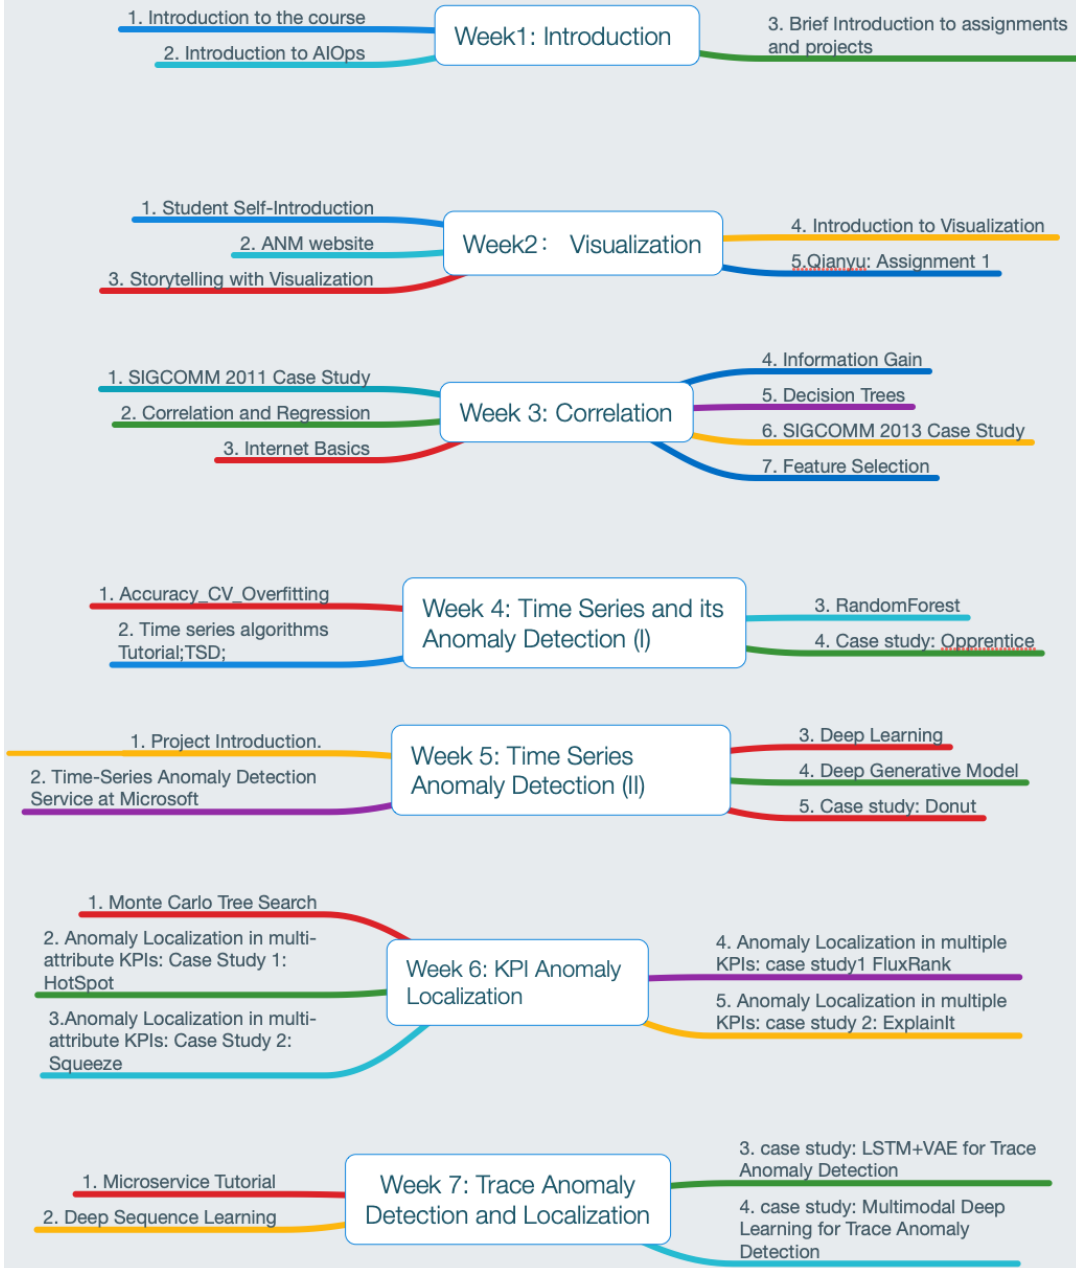 Week1: Introduction
1. Introduction to the course
2. Introduction to AIOps
3. Brief Introduction to assignments
and projects
Week2： Visualization
1. Student Self-Introduction
2. ANM website
3. Storytelling with Visualization
4. Introduction to Visualization
5.Qianyu: Assignment 1
Week 3: Correlation
1. SIGCOMM 2011 Case Study
2. Correlation and Regression
3. Internet Basics
4. Information Gain
5. Decision Trees
6. SIGCOMM 2013 Case Study
7. Feature Selection
Week 4: Time Series and its
Anomaly Detection (I)
1. Accuracy_CV_Overfitting
2. Time series algorithms
Tutorial;TSD;
3. RandomForest
4. Case study: Opprentice
Week 5: Time Series
Anomaly Detection (II)
1. Project Introduction.
2. Time-Series Anomaly Detection
Service at Microsoft
3. Deep Learning
4. Deep Generative Model
5. Case study: Donut
Week 6: KPI Anomaly
Localization
1. Monte Carlo Tree Search
2. Anomaly Localization in multi-
attribute KPIs: Case Study 1:
HotSpot
3.Anomaly Localization in multi-
attribute KPIs: Case Study 2:
Squeeze
4. Anomaly Localization in multiple
KPIs: case study1 FluxRank
5. Anomaly Localization in multiple
KPIs: case study 2: ExplainIt
Week 7: Trace Anomaly
Detection and Localization
1. Microservice Tutorial
2. Deep Sequence Learning
3. case study: LSTM+VAE for Trace
Anomaly Detection
4. case study: Multimodal Deep
Learning for Trace Anomaly
Detection